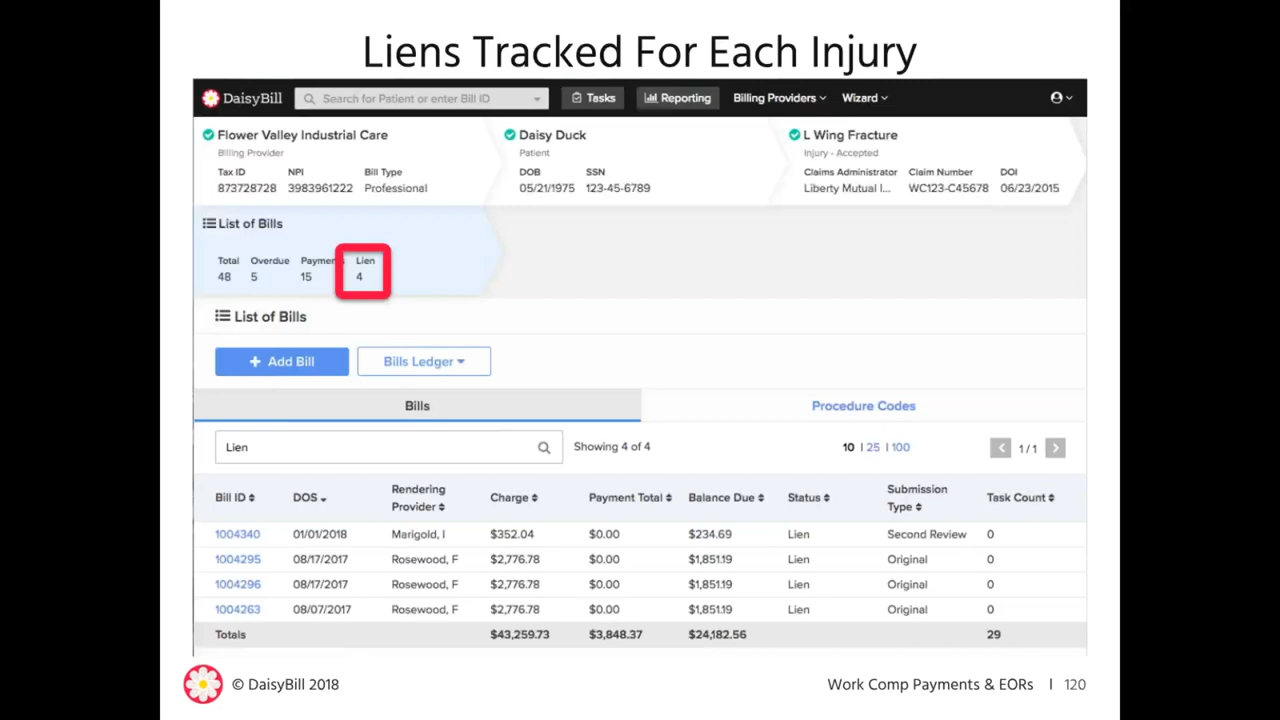 Liens Tracked For Each Injury
DaisyBill Search for Patient or enter Bill ID Tasks Reporting Billing Providers Wizard
Flower Valley Industrial Care Daisy Duck L Wing Fracture
Billing Provider Patient Injury - Accepted
Tax ID NPI Bill Type DOB SSN Claims Administrator Claim Number DOI
873728728 3983961222 Professional 05/21/1975 123-45-6789 Liberty Mutual I... WC123-C45678 06/23/2015
List of Bills
Total Overdue Paymen Lien
48 5 15 4
List of Bills
+ Add Bill Bills Ledger
Bills Procedure Codes
Lien Showing 4 of 4 10 | 25 | 100 1 / 1
Bill ID DOS Rendering Provider Charge Payment Total Balance Due Status Submission Type Task Count
1004340 01/01/2018 Marigold, I $352.04 $0.00 $234.69 Lien Second Review 0
1004295 08/17/2017 Rosewood, F $2,776.78 $0.00 $1,851.19 Lien Original 0
1004296 08/17/2017 Rosewood, F $2,776.78 $0.00 $1,851.19 Lien Original 0
1004263 08/07/2017 Rosewood, F $2,776.78 $0.00 $1,851.19 Lien Original 0
Totals $43,259.73 $3,848.37 $24,182.56 29
© DaisyBill 2018 Work Comp Payments & EORs | 120